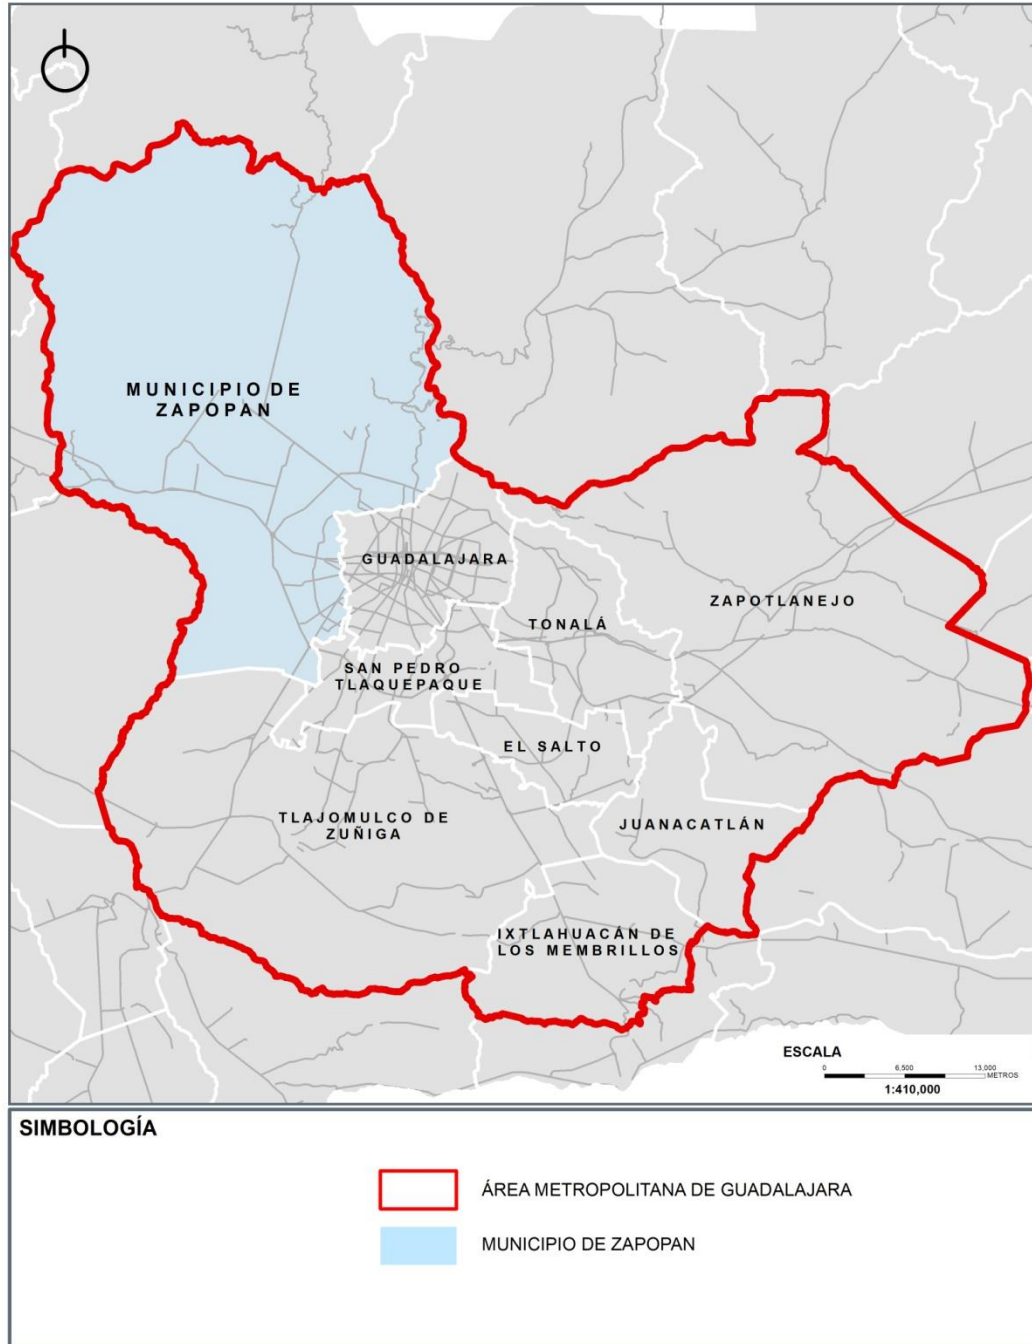 MUNICIPIO DE
ZAPOPAN
GUADALAJARA
ZAPOTLANEJO
TONALÁ
SAN PEDRO
TLAQUEPAQUE
EL SALTO
TLAJOMULCO DE
ZUÑIGA
JUANACATLÁN
IXTLAHUACÁN DE
LOS MEMBRILLOS
ESCALA
0 6,500 13,000
METROS
1:410,000
SIMBOLOGÍA
ÁREA METROPOLITANA DE GUADALAJARA
MUNICIPIO DE ZAPOPAN